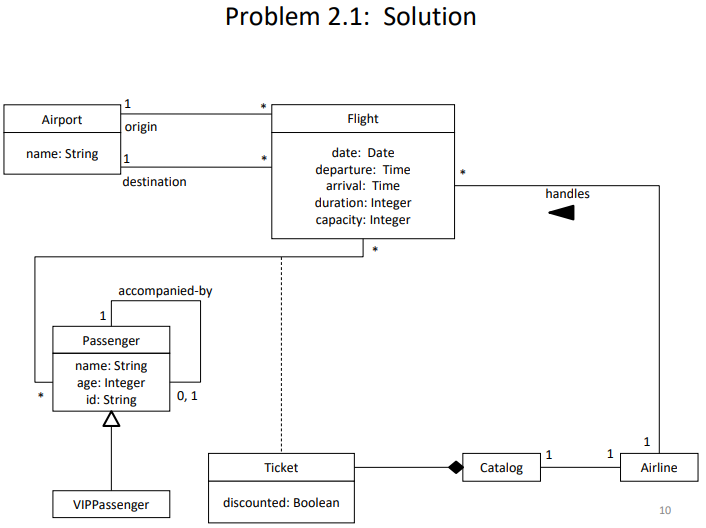 Problem 2.1: Solution
Airport
name: String
1
origin
*
1
destination
*
Flight
date: Date
departure: Time
arrival: Time
duration: Integer
capacity: Integer
*
handles
*
accompanied-by
1
Passenger
name: String
age: Integer
id: String
*
0, 1
VIPPassenger
Ticket
discounted: Boolean
Catalog
1
1
1
Airline
10